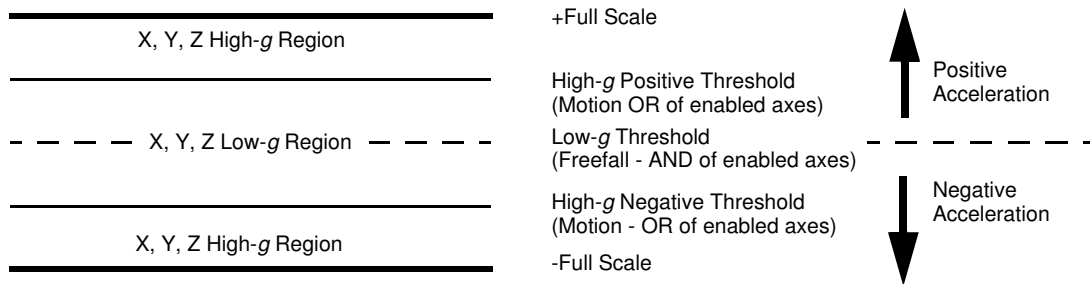 +Full Scale
X, Y, Z High-g Region
High-g Positive Threshold
(Motion OR of enabled axes)
Positive
Acceleration
X, Y, Z Low-g Region
Low-g Threshold
(Freefall - AND of enabled axes)
High-g Negative Threshold
(Motion - OR of enabled axes)
Negative
Acceleration
X, Y, Z High-g Region
-Full Scale